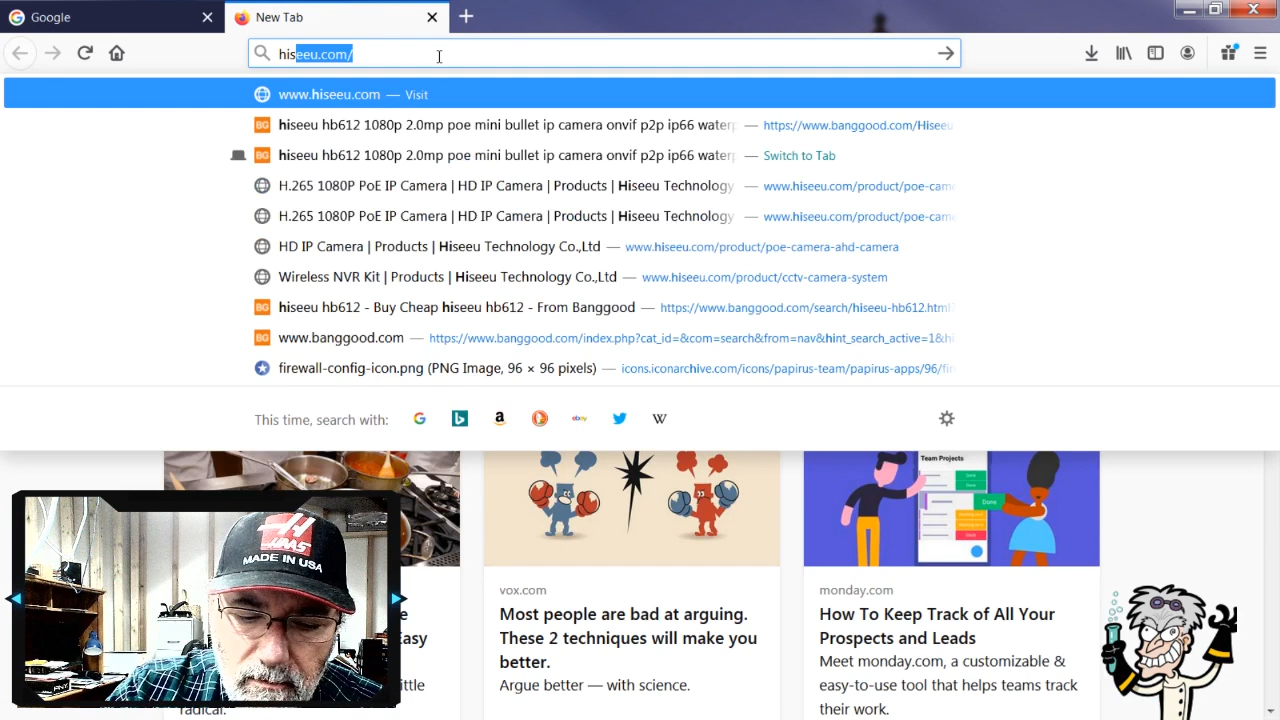 Google
New Tab
hiseeu.com/
www.hiseeu.com — Visit
hiseeu hb612 1080p 2.0mp poe mini bullet ip camera onvif p2p ip66 waterp — https://www.banggood.com/Hiseeu
hiseeu hb612 1080p 2.0mp poe mini bullet ip camera onvif p2p ip66 waterp — Switch to Tab
H.265 1080P PoE IP Camera | HD IP Camera | Products | Hiseeu Technology — www.hiseeu.com/product/poe-came
H.265 1080P PoE IP Camera | HD IP Camera | Products | Hiseeu Technology — www.hiseeu.com/product/poe-came
HD IP Camera | Products | Hiseeu Technology Co.,Ltd — www.hiseeu.com/product/poe-camera-ahd-camera
Wireless NVR Kit | Products | Hiseeu Technology Co.,Ltd — www.hiseeu.com/product/cctv-camera-system
hiseeu hb612 - Buy Cheap hiseeu hb612 - From Banggood — https://www.banggood.com/search/hiseeu-hb612.html?
www.banggood.com — https://www.banggood.com/index.php?cat_id=&com=search&from=nav&hint_search_active=1&hi
firewall-config-icon.png (PNG Image, 96 × 96 pixels) — icons.iconarchive.com/icons/papirus-team/papirus-apps/96/fir
This time, search with:
Team Projects
Done
vox.com
Most people are bad at arguing.
These 2 techniques will make you
better.
Argue better — with science.
monday.com
How To Keep Track of All Your
Prospects and Leads
Meet monday.com, a customizable &
easy-to-use tool that helps teams track
their work.
Easy
ittle
radical.
HAAS
MADE IN USA